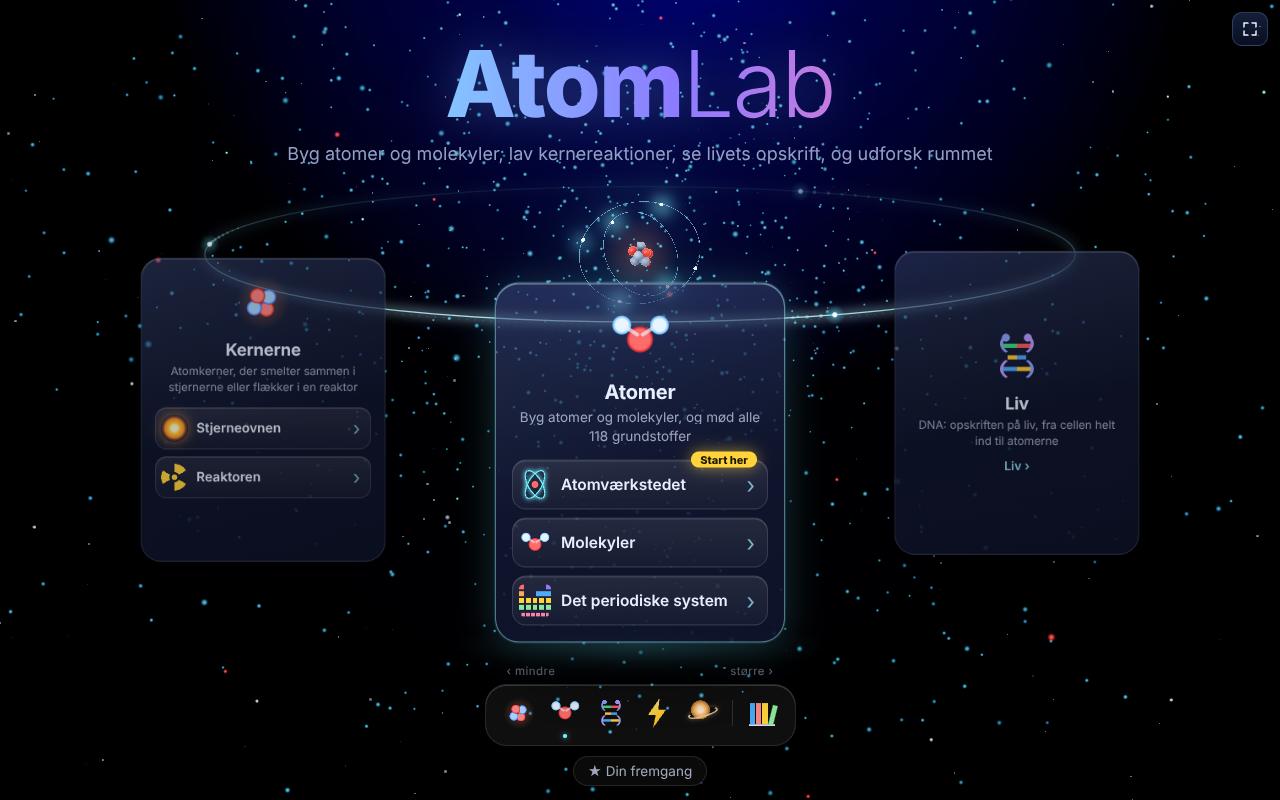 AtomLab
Byg atomer og molekyler, lav kernereaktioner, se livets opskrift, og udforsk rummet
Kernerne
Atomkerner, der smelter sammen i
stjernerne eller flækker i en reaktor
Stjerneovnen ›
Reaktoren ›
Atomer
Byg atomer og molekyler, og mød alle
118 grundstoffer
Start her
Atomværkstedet ›
Molekyler ›
Det periodiske system ›
Liv
DNA: opskriften på liv, fra cellen helt
ind til atomerne
Liv ›
‹ mindre
større ›
★ Din fremgang